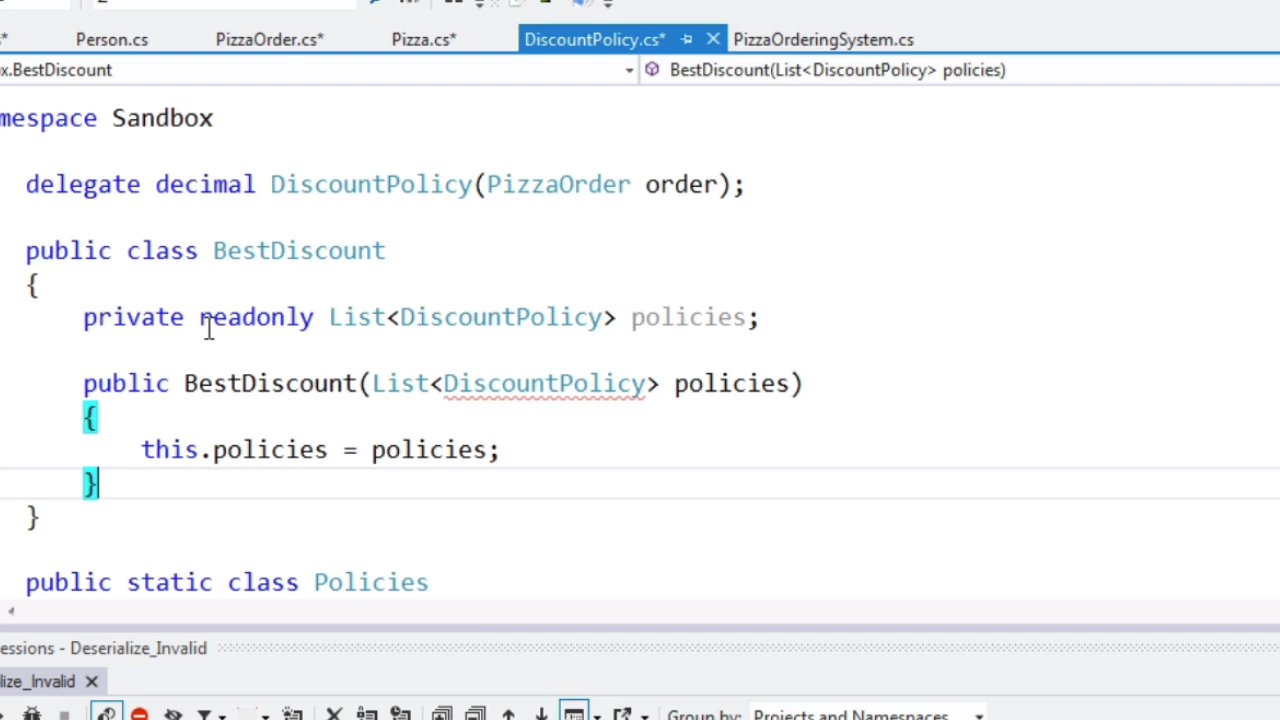 Person.cs PizzaOrder.cs* Pizza.cs* DiscountPolicy.cs* PizzaOrderingSystem.cs
x.BestDiscount BestDiscount(List<DiscountPolicy> policies)
mespace Sandbox
delegate decimal DiscountPolicy(PizzaOrder order);
public class BestDiscount
{
private readonly List<DiscountPolicy> policies;
public BestDiscount(List<DiscountPolicy> policies)
{
this.policies = policies;
}
}
public static class Policies
essions - Deserialize_Invalid
lize_Invalid
Group by: Projects and Namespaces